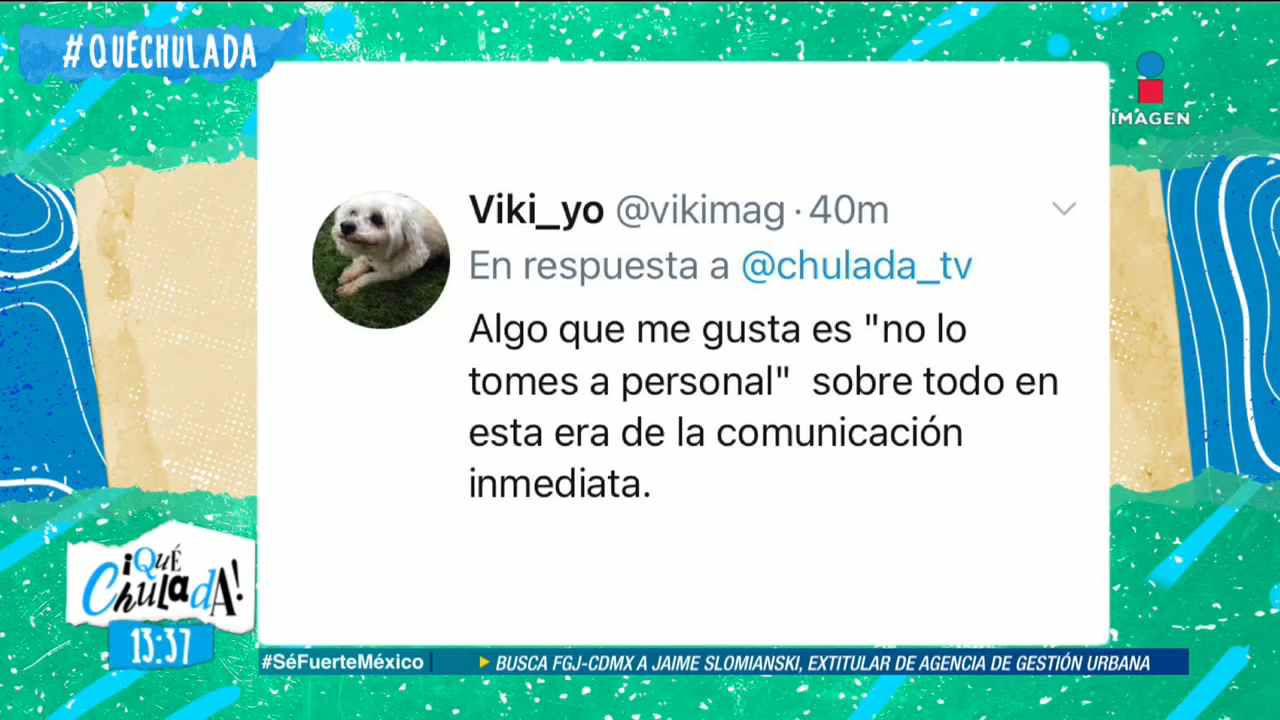 #QUÉCHULADA
IMAGEN
Viki_yo @vikimag · 40m
En respuesta a @chulada_tv
Algo que me gusta es "no lo
tomes a personal"  sobre todo en
esta era de la comunicación
inmediata.
¡QuÉ
ChuladA!
13:37
#SéFuerteMéxico
BUSCA FGJ-CDMX A JAIME SLOMIANSKI, EXTITULAR DE AGENCIA DE GESTIÓN URBANA